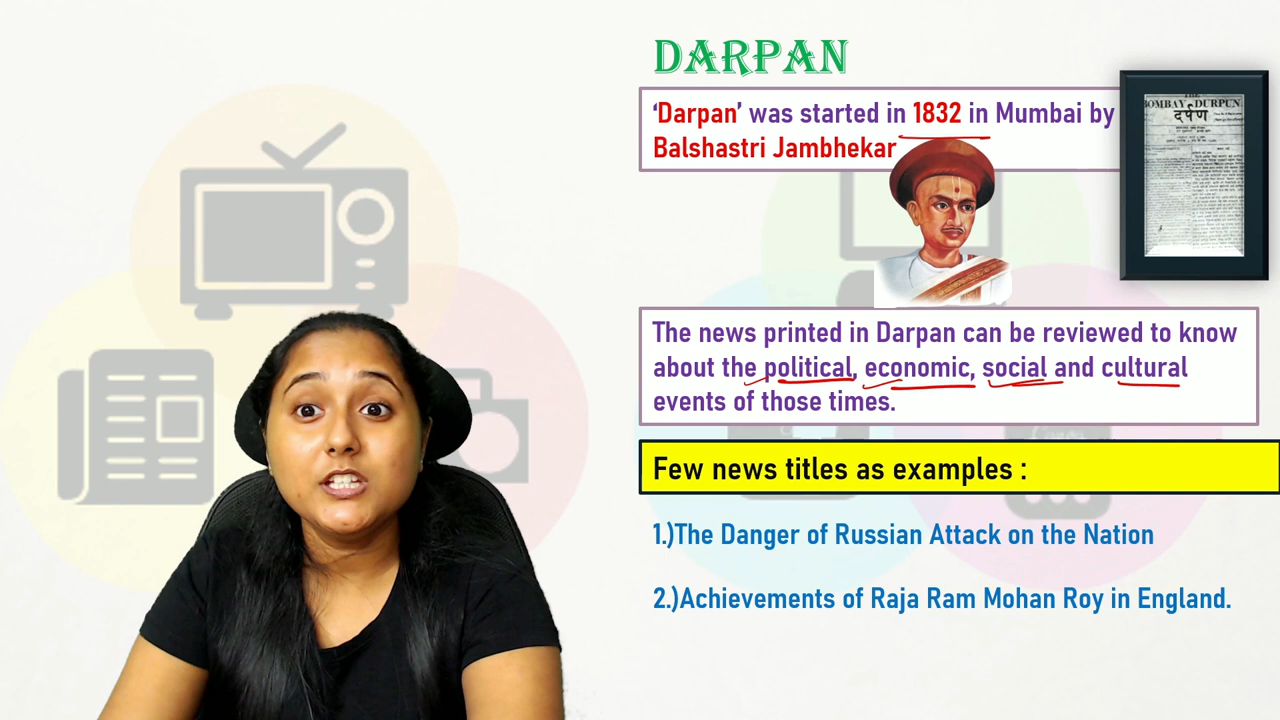 DARPAN
‘Darpan’ was started in 1832 in Mumbai by
Balshastri Jambhekar
BOMBAY DURPUN
दर्पण
The news printed in Darpan can be reviewed to know
about the political, economic, social and cultural
events of those times.
Few news titles as examples :
1.)The Danger of Russian Attack on the Nation
2.)Achievements of Raja Ram Mohan Roy in England.